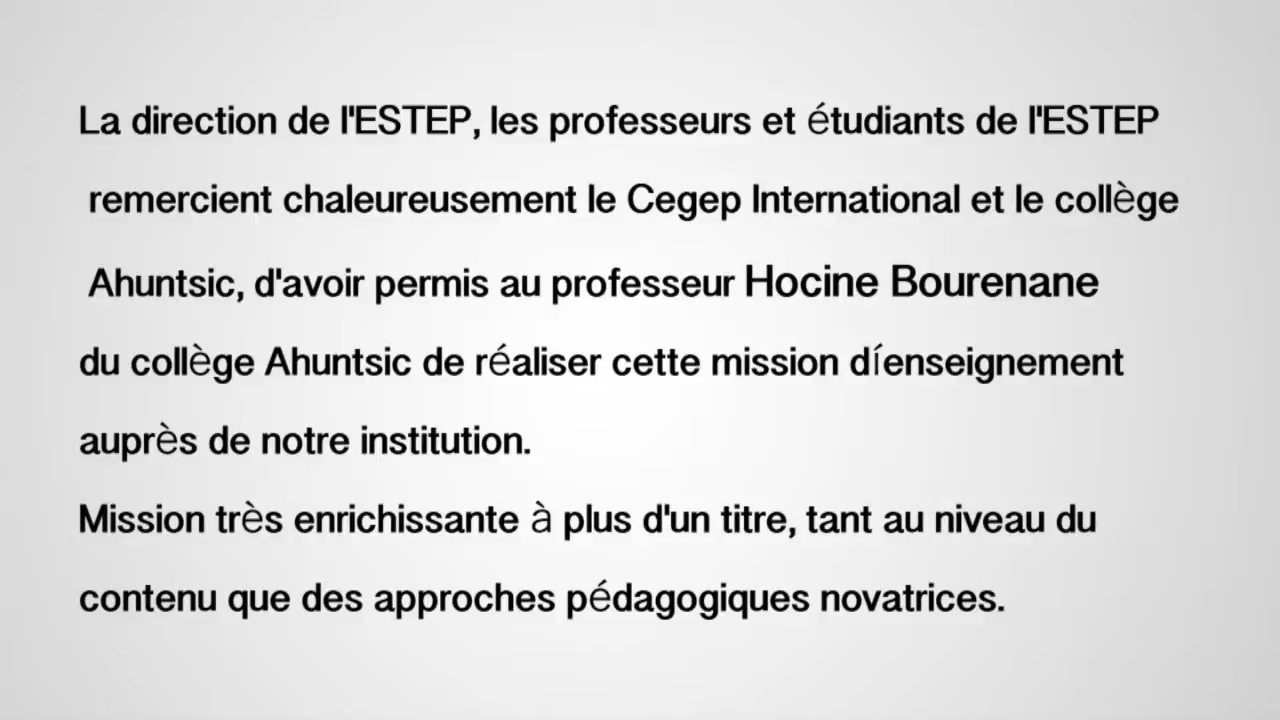 La direction de l'ESTEP, les professeurs et étudiants de l'ESTEP
remercient chaleureusement le Cegep International et le collège
Ahuntsic, d'avoir permis au professeur Hocine Bourenane
du collège Ahuntsic de réaliser cette mission díenseignement
auprès de notre institution.
Mission très enrichissante à plus d'un titre, tant au niveau du
contenu que des approches pédagogiques novatrices.